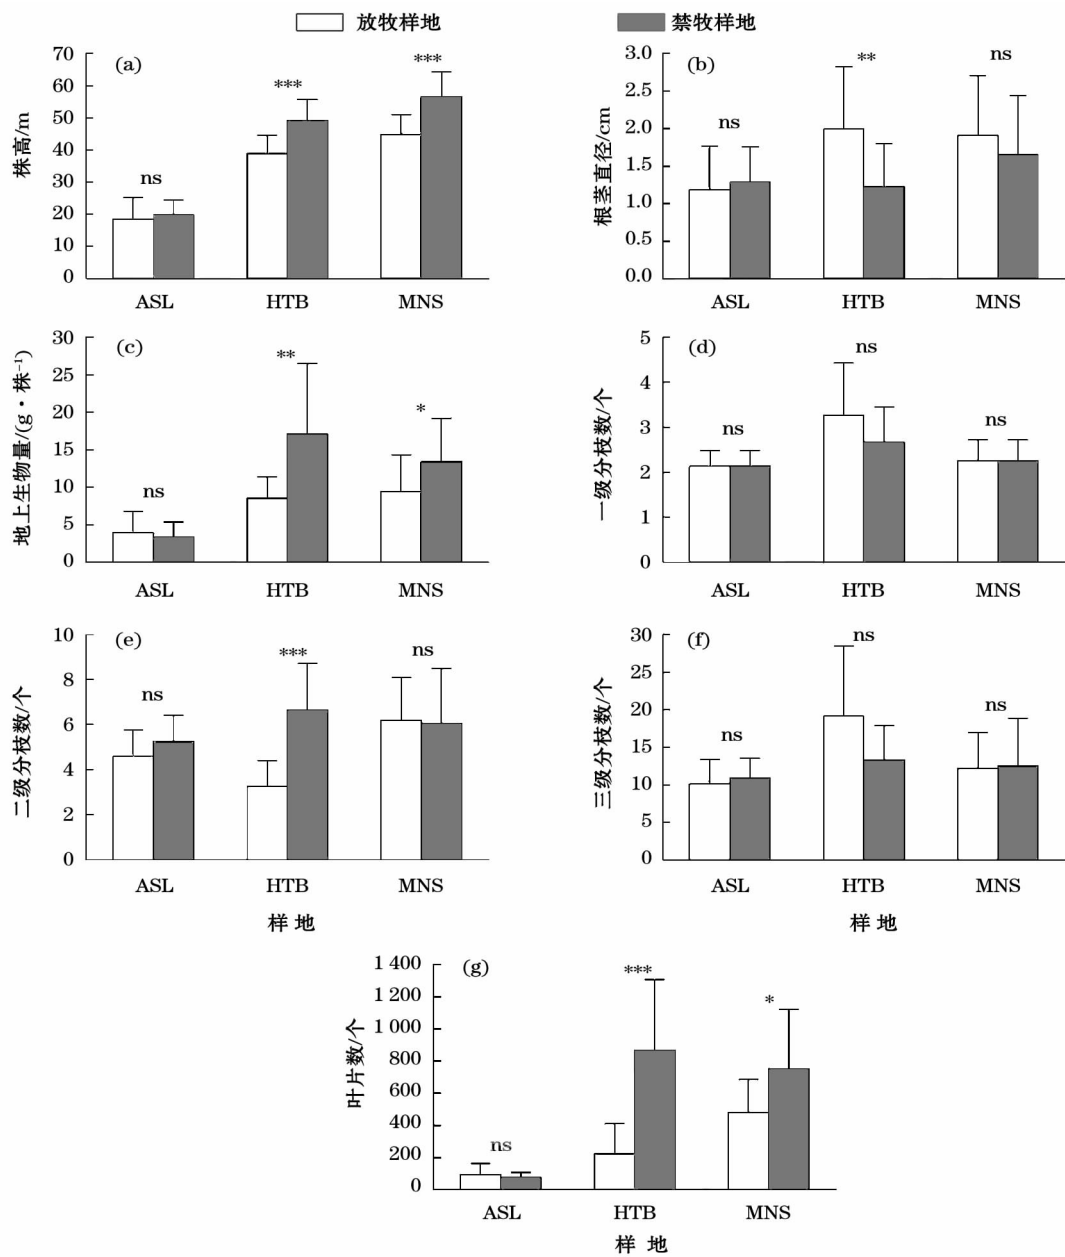 放牧样地 禁牧样地
(a)
株高/m
70
60
50
40
30
20
10
0
ns
***
***
ASL HTB MNS
(b)
根茎直径/cm
3.0
2.5
2.0
1.5
1.0
0.5
0.0
ns
**
ns
ASL HTB MNS
(c)
地上生物量/(g·株⁻¹)
30
25
20
15
10
5
0
ns
**
*
ASL HTB MNS
(d)
一级分枝数/个
5
4
3
2
1
0
ns
ns
ns
ASL HTB MNS
(e)
二级分枝数/个
10
8
6
4
2
0
ns
***
ns
ASL HTB MNS
样 地
(f)
三级分枝数/个
30
25
20
15
10
5
0
ns
ns
ns
ASL HTB MNS
样 地
(g)
叶片数/个
1 400
1 200
1 000
800
600
400
200
0
ns
***
*
ASL HTB MNS
样 地